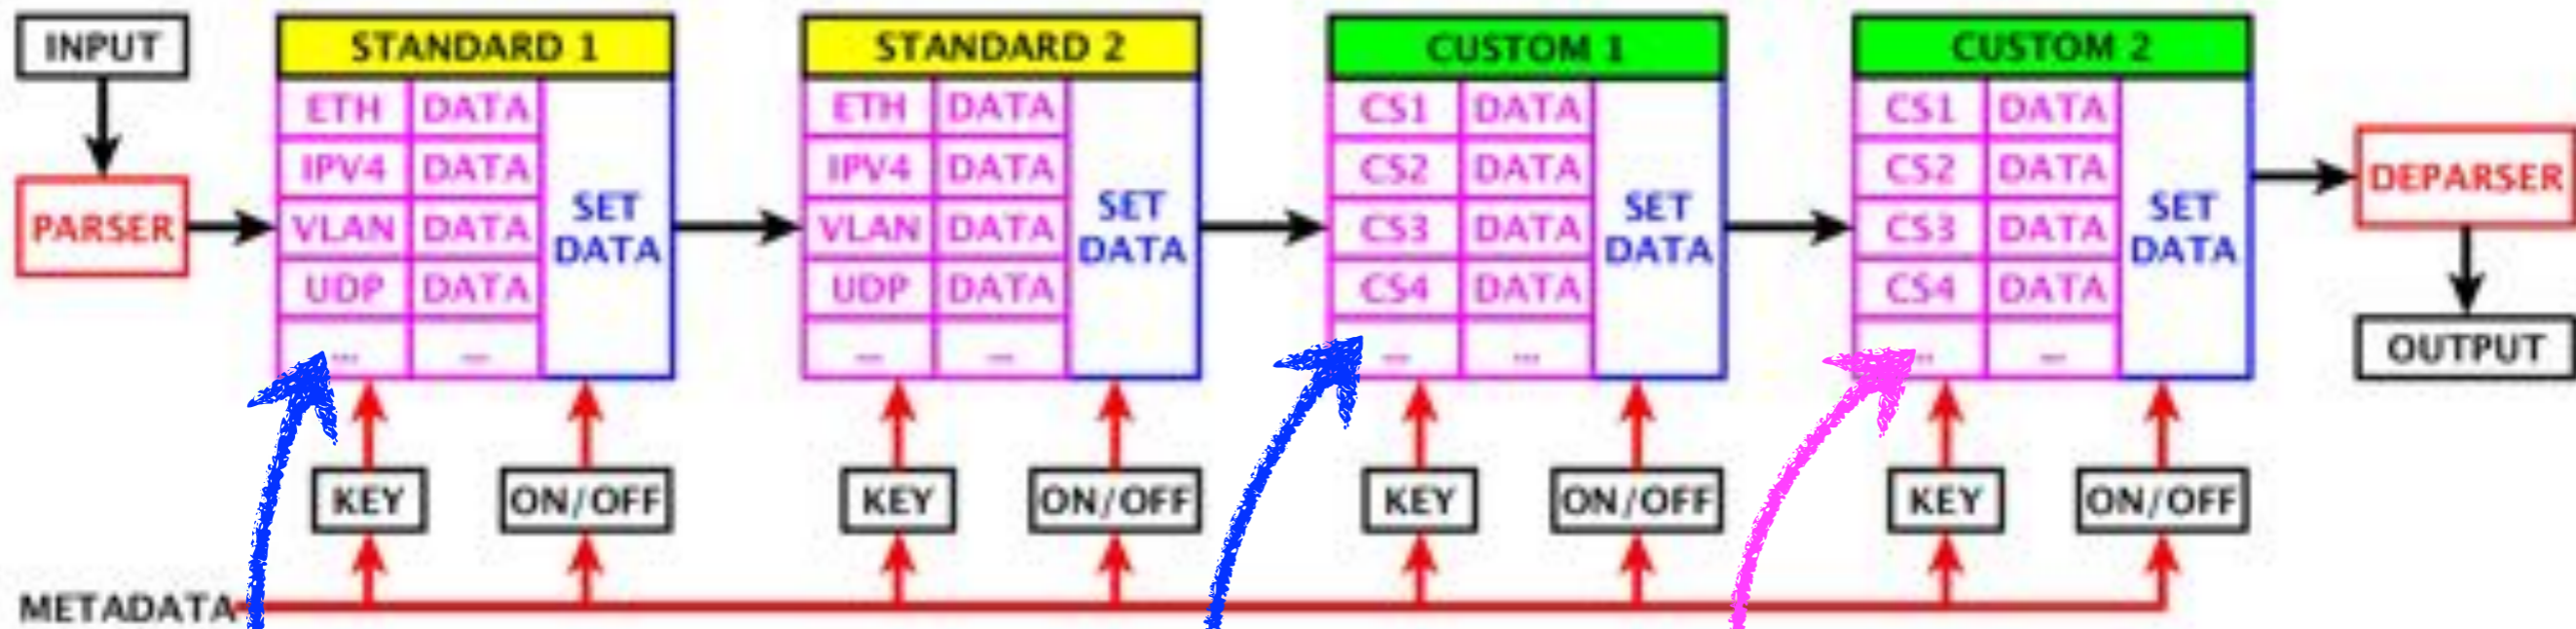 INPUT
PARSER
STANDARD 1
ETH DATA
IPV4 DATA
VLAN DATA
UDP DATA
... ...
SET
DATA
STANDARD 2
ETH DATA
IPV4 DATA
VLAN DATA
UDP DATA
... ...
SET
DATA
CUSTOM 1
CS1 DATA
CS2 DATA
CS3 DATA
CS4 DATA
... ...
SET
DATA
CUSTOM 2
CS1 DATA
CS2 DATA
CS3 DATA
CS4 DATA
... ...
SET
DATA
DEPARSER
OUTPUT
KEY ON/OFF KEY ON/OFF KEY ON/OFF KEY ON/OFF
METADATA